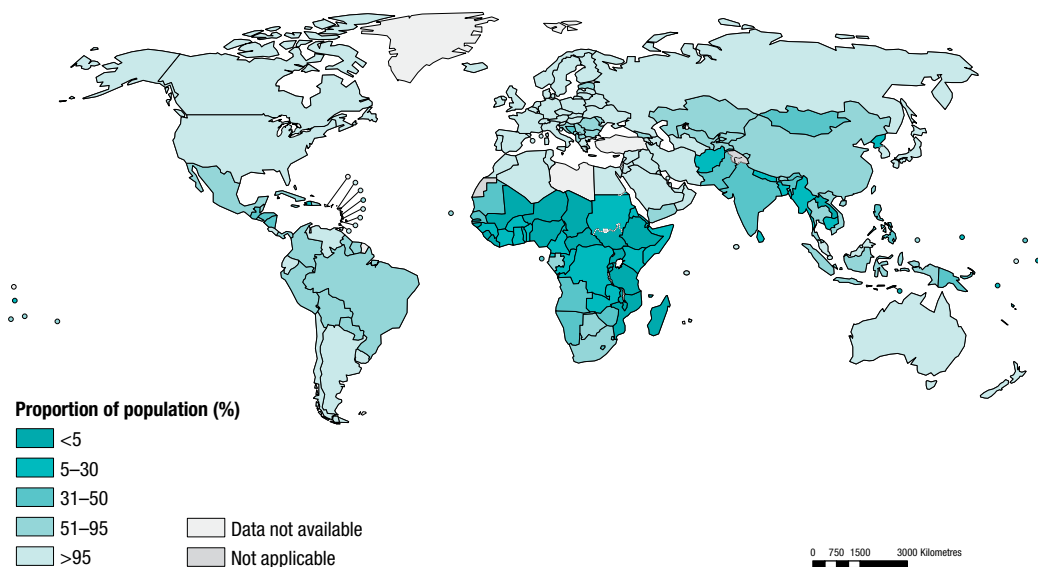 Proportion of population (%)
<5
5–30
31–50
51–95
>95
Data not available
Not applicable
0 750 1500 3000 Kilometres